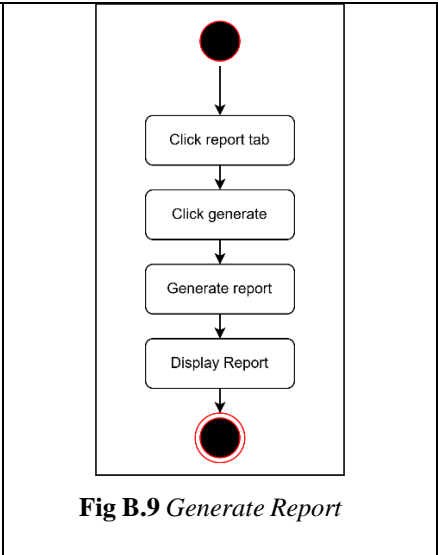 Click report tab
Click generate
Generate report
Display Report
Fig B.9 Generate Report